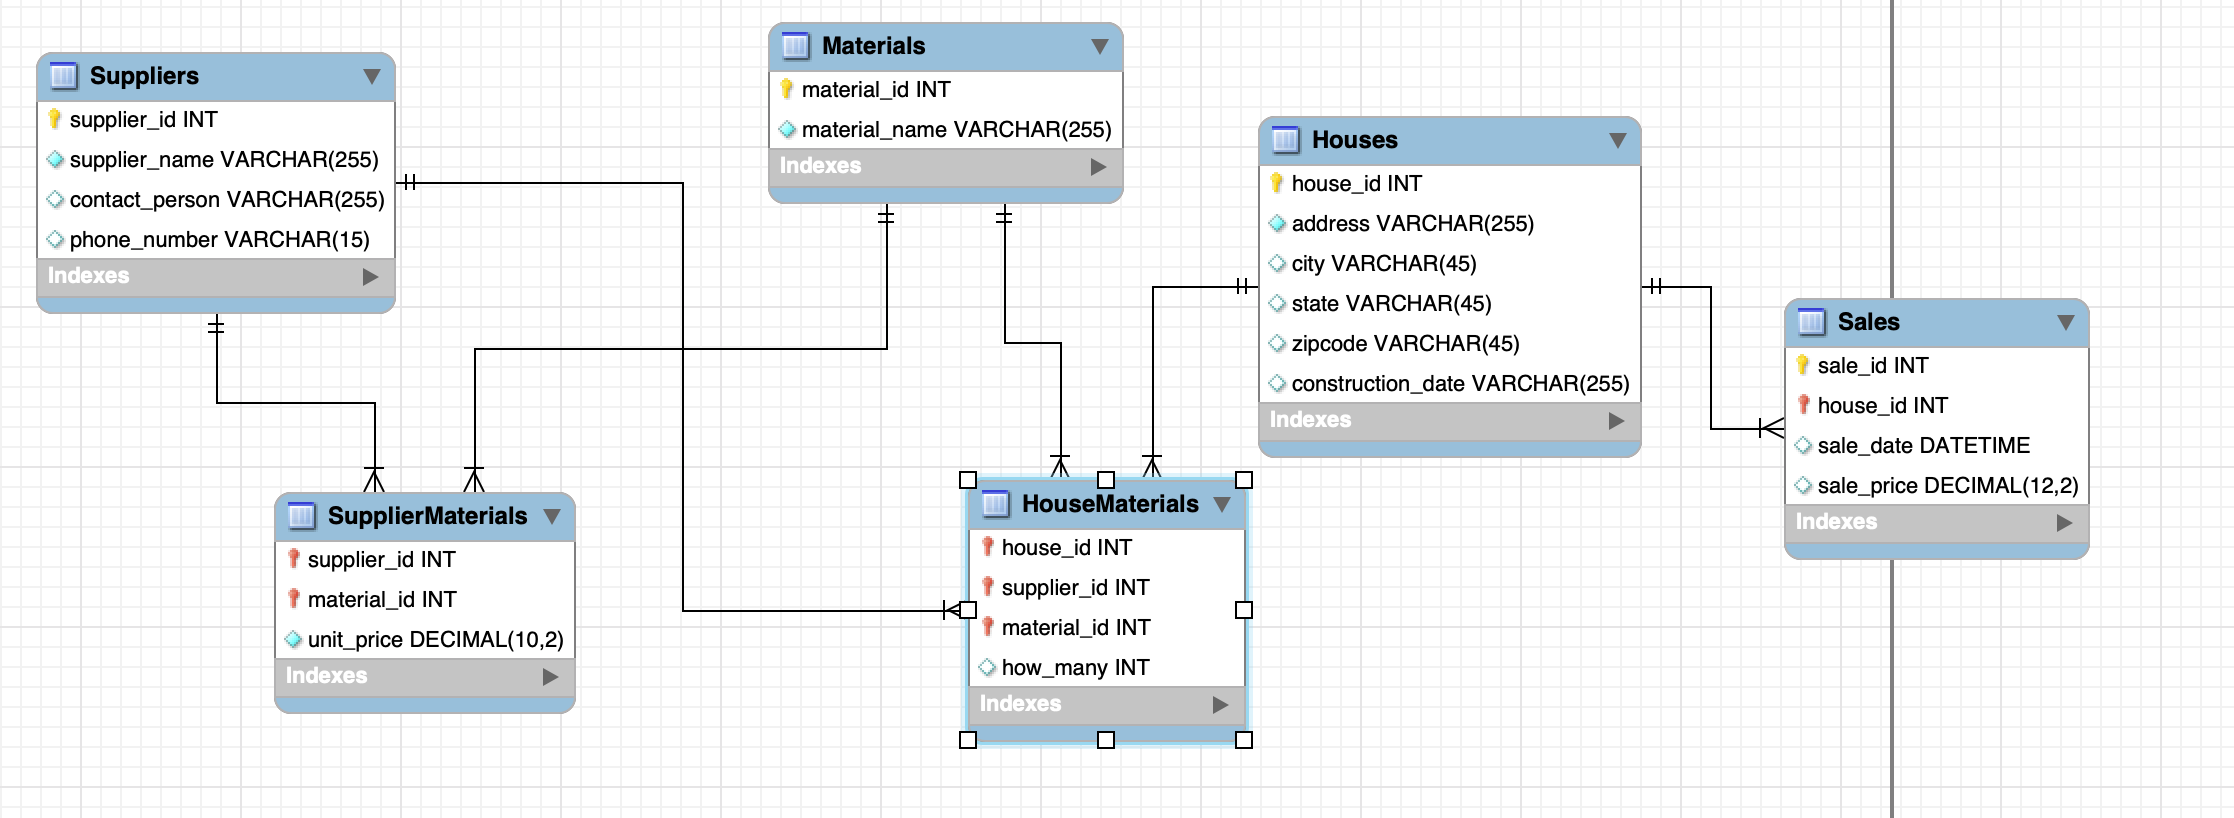 Suppliers
supplier_id INT
supplier_name VARCHAR(255)
contact_person VARCHAR(255)
phone_number VARCHAR(15)
Indexes
Materials
material_id INT
material_name VARCHAR(255)
Indexes
Houses
house_id INT
address VARCHAR(255)
city VARCHAR(45)
state VARCHAR(45)
zipcode VARCHAR(45)
construction_date VARCHAR(255)
Indexes
Sales
sale_id INT
house_id INT
sale_date DATETIME
sale_price DECIMAL(12,2)
Indexes
SupplierMaterials
supplier_id INT
material_id INT
unit_price DECIMAL(10,2)
Indexes
HouseMaterials
house_id INT
supplier_id INT
material_id INT
how_many INT
Indexes